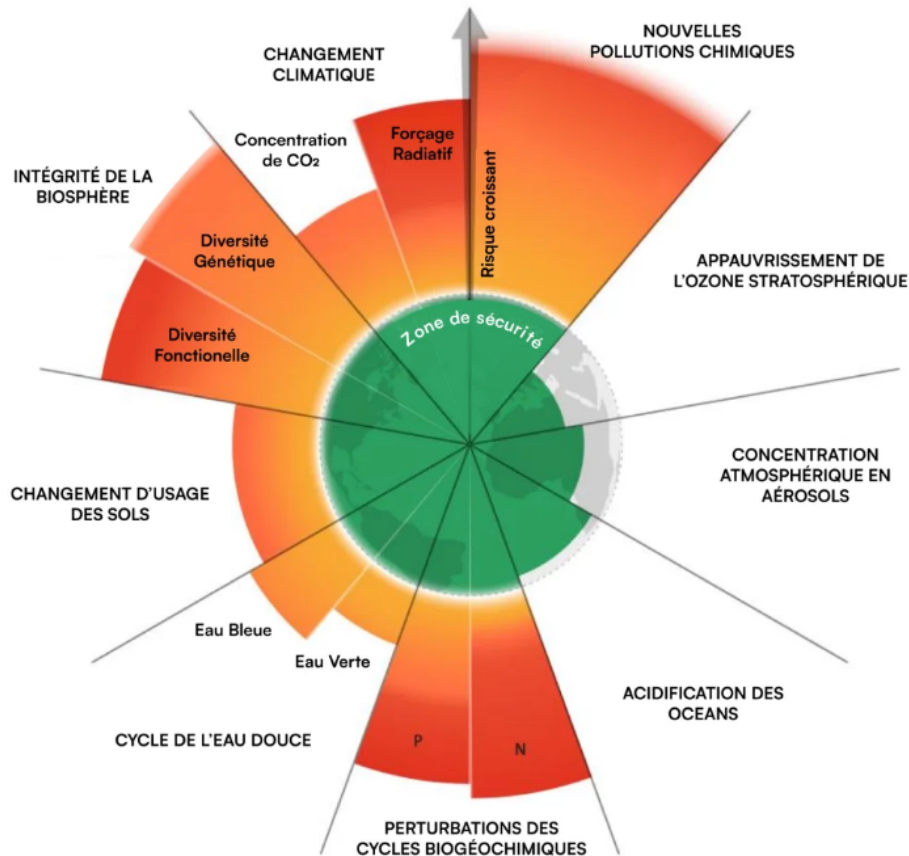 NOUVELLES
POLLUTIONS CHIMIQUES
CHANGEMENT
CLIMATIQUE
Concentration
de CO₂
Forçage
Radiatif
Risque croissant
INTÉGRITÉ DE LA
BIOSPHÈRE
Diversité
Génétique
Diversité
Fonctionelle
APPAUVRISSEMENT DE
L'OZONE STRATOSPHÉRIQUE
Zone de sécurité
CONCENTRATION
ATMOSPHÉRIQUE EN
AÉROSOLS
CHANGEMENT D'USAGE
DES SOLS
Eau Bleue
Eau Verte
ACIDIFICATION DES
OCEANS
CYCLE DE L'EAU DOUCE
P
N
PERTURBATIONS DES
CYCLES BIOGÉOCHIMIQUES